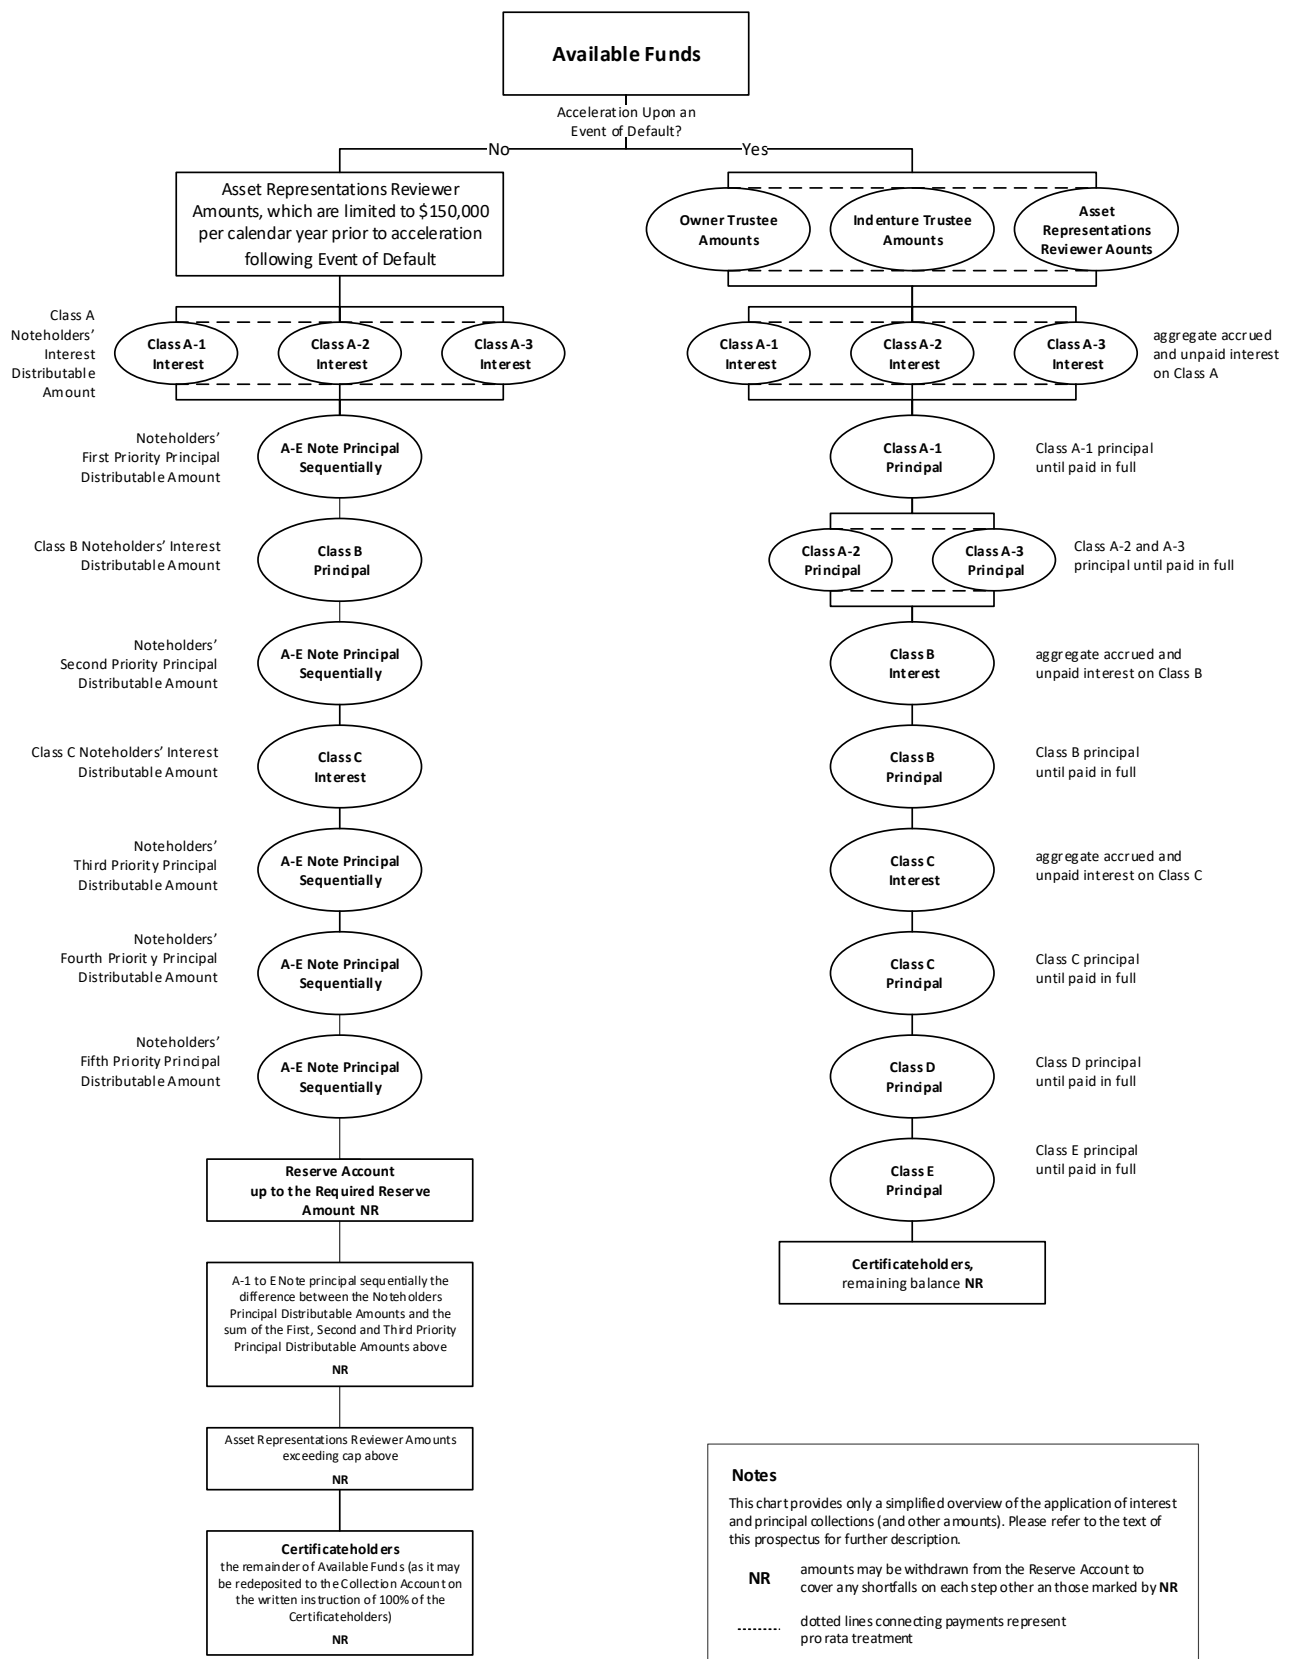 Available Funds
Acceleration Upon an
Event of Default?
No
Yes
Asset Representations Reviewer
Amounts, which are limited to $150,000
per calendar year prior to acceleration
following Event of Default
Owner Trustee
Amounts
Indenture Trustee
Amounts
Asset
Representations
Reviewer Aounts
Class A
Noteholders’
Interest
Distributable
Amount
Class A-1
Interest
Class A-2
Interest
Class A-3
Interest
Class A-1
Interest
Class A-2
Interest
Class A-3
Interest
aggregate accrued
and unpaid interest
on Class A
Noteholders’
First Priority Principal
Distributable Amount
A-E Note Principal
Sequentially
Class A-1
Principal
Class A-1 principal
until paid in full
Class B Noteholders’ Interest
Distributable Amount
Class B
Principal
Class A-2
Principal
Class A-3
Principal
Class A-2 and A-3
principal until paid in full
Noteholders’
Second Priority Principal
Distributable Amount
A-E Note Principal
Sequentially
Class B
Interest
aggregate accrued and
unpaid interest on Class B
Class C Noteholders’ Interest
Distributable Amount
Class C
Interest
Class B
Principal
Class B principal
until paid in full
Noteholders’
Third Priority Principal
Distributable Amount
A-E Note Principal
Sequentially
Class C
Interest
aggregate accrued and
unpaid interest on Class C
Noteholders’
Fourth Priority Principal
Distributable Amount
A-E Note Principal
Sequentially
Class C
Principal
Class C principal
until paid in full
Noteholders’
Fifth Priority Principal
Distributable Amount
A-E Note Principal
Sequentially
Class D
Principal
Class D principal
until paid in full
Class E
Principal
Class E principal
until paid in full
Reserve Account
up to the Required Reserve
Amount NR
Certificateholders,
remaining balance NR
A-1 to E Note principal sequentially the
difference between the Noteholders
Principal Distributable Amounts and the
sum of the First, Second and Third Priority
Principal Distributable Amounts above
NR
Asset Representations Reviewer Amounts
exceeding cap above
NR
Certificateholders
the remainder of Available Funds (as it may
be redeposited to the Collection Account on
the written instruction of 100% of the
Certificateholders)
NR
Notes
This chart provides only a simplified overview of the application of interest
and principal collections (and other amounts). Please refer to the text of
this prospectus for further description.
NR
amounts may be withdrawn from the Reserve Account to
cover any shortfalls on each step other an those marked by NR
dotted lines connecting payments represent
pro rata treatment